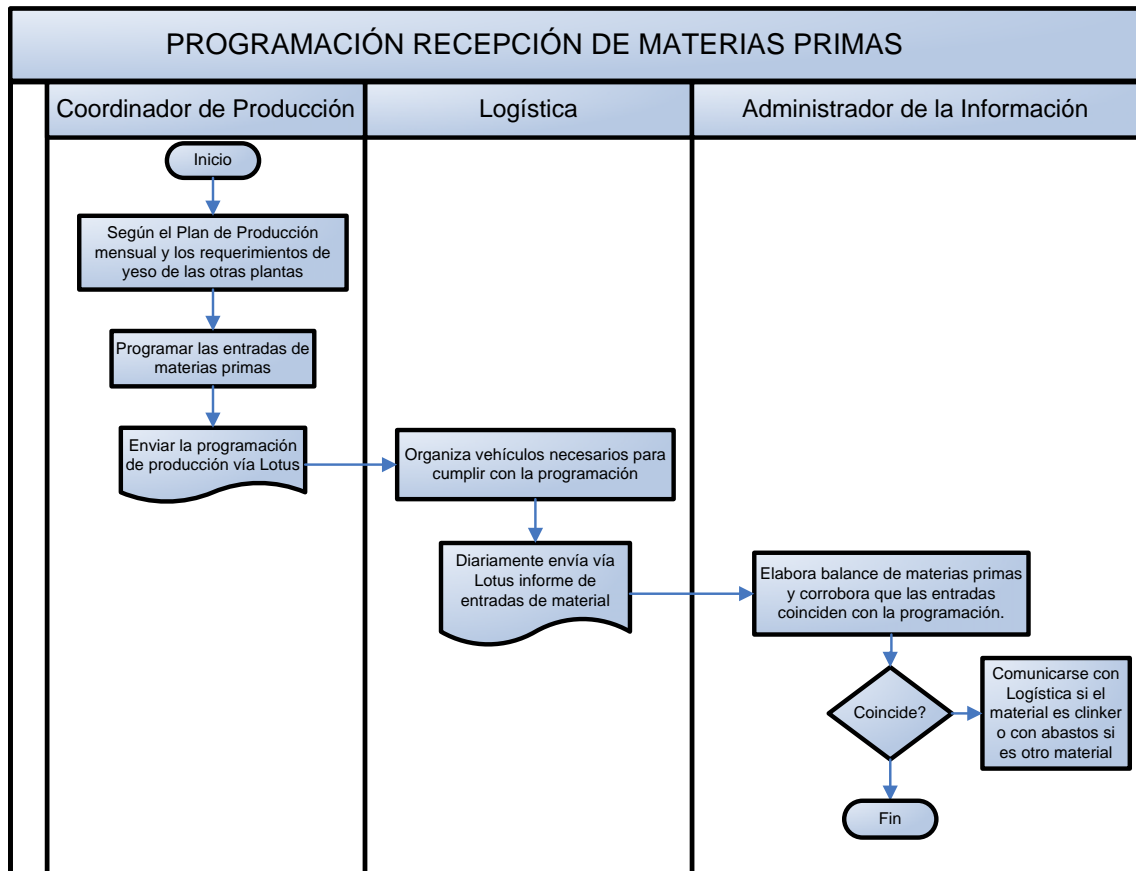 PROGRAMACIÓN RECEPCIÓN DE MATERIAS PRIMAS
Coordinador de Producción
Logística
Administrador de la Información
Inicio
Según el Plan de Producción
mensual y los requerimientos de
yeso de las otras plantas
Programar las entradas de
materias primas
Enviar la programación
de producción vía Lotus
Organiza vehículos necesarios para
cumplir con la programación
Diariamente envía vía
Lotus informe de
entradas de material
Elabora balance de materias primas
y corrobora que las entradas
coinciden con la programación.
Coincide?
Comunicarse con
Logística si el
material es clinker
o con abastos si
es otro material
Fin